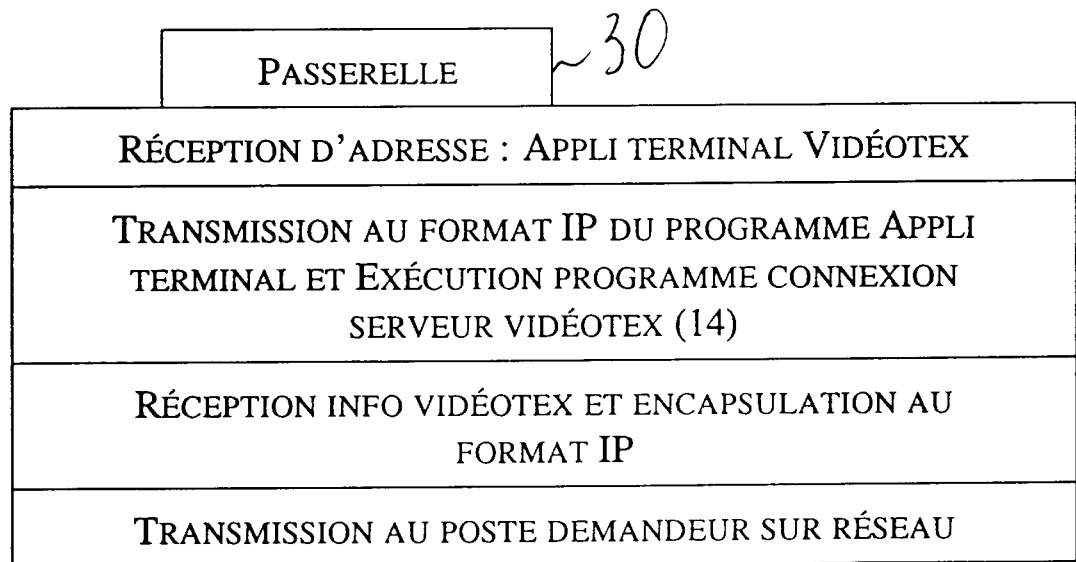 PASSERELLE ~30
RÉCEPTION D'ADRESSE : APPLI TERMINAL VIDÉOTEX
TRANSMISSION AU FORMAT IP DU PROGRAMME APPLI
TERMINAL ET EXÉCUTION PROGRAMME CONNEXION
SERVEUR VIDÉOTEX (14)
RÉCEPTION INFO VIDÉOTEX ET ENCAPSULATION AU
FORMAT IP
TRANSMISSION AU POSTE DEMANDEUR SUR RÉSEAU